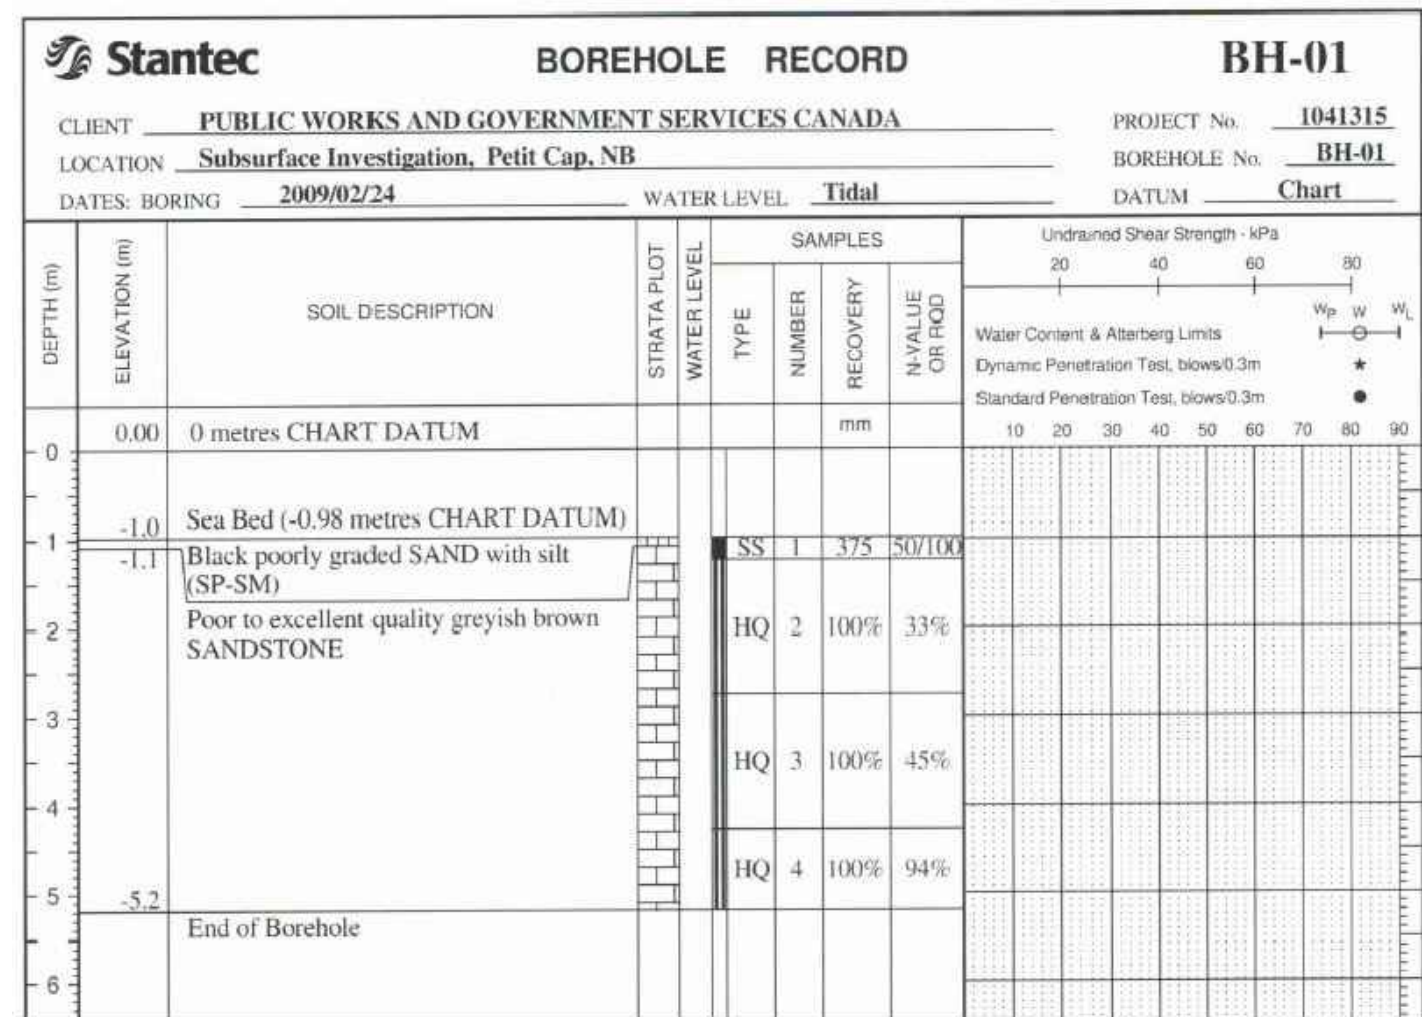 Stantec BOREHOLE RECORD BH-01
CLIENT PUBLIC WORKS AND GOVERNMENT SERVICES CANADA PROJECT No. 1041315
LOCATION Subsurface Investigation, Petit Cap, NB BOREHOLE No. BH-01
DATES: BORING 2009/02/24 WATER LEVEL Tidal DATUM Chart
DEPTH (m)
ELEVATION (m)
SOIL DESCRIPTION
STRATA PLOT
WATER LEVEL
SAMPLES
TYPE
NUMBER
RECOVERY
N-VALUE
OR RQD
Undrained Shear Strength - kPa
20 40 60 80
WP W WL
Water Content & Atterberg Limits
Dynamic Penetration Test, blows/0.3m
Standard Penetration Test, blows/0.3m
0.00 0 metres CHART DATUM mm 10 20 30 40 50 60 70 80 90
0
-1.0 Sea Bed (-0.98 metres CHART DATUM)
1
-1.1 Black poorly graded SAND with silt SS 1 375 50/100
(SP-SM)
Poor to excellent quality greyish brown
2 HQ 2 100% 33%
SANDSTONE
3
HQ 3 100% 45%
4
HQ 4 100% 94%
5 -5.2
End of Borehole
6